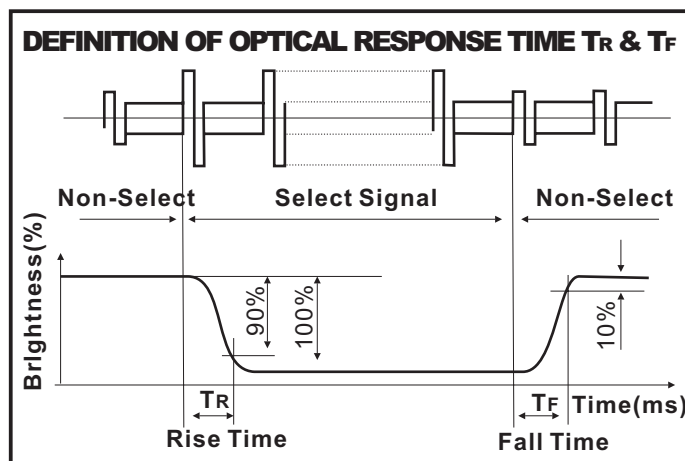 DEFINITION OF OPTICAL RESPONSE TIME TR & TF
Non-Select
Select Signal
Non-Select
Brightness(%)
90%
100%
10%
TR
TF
Time(ms)
Rise Time
Fall Time